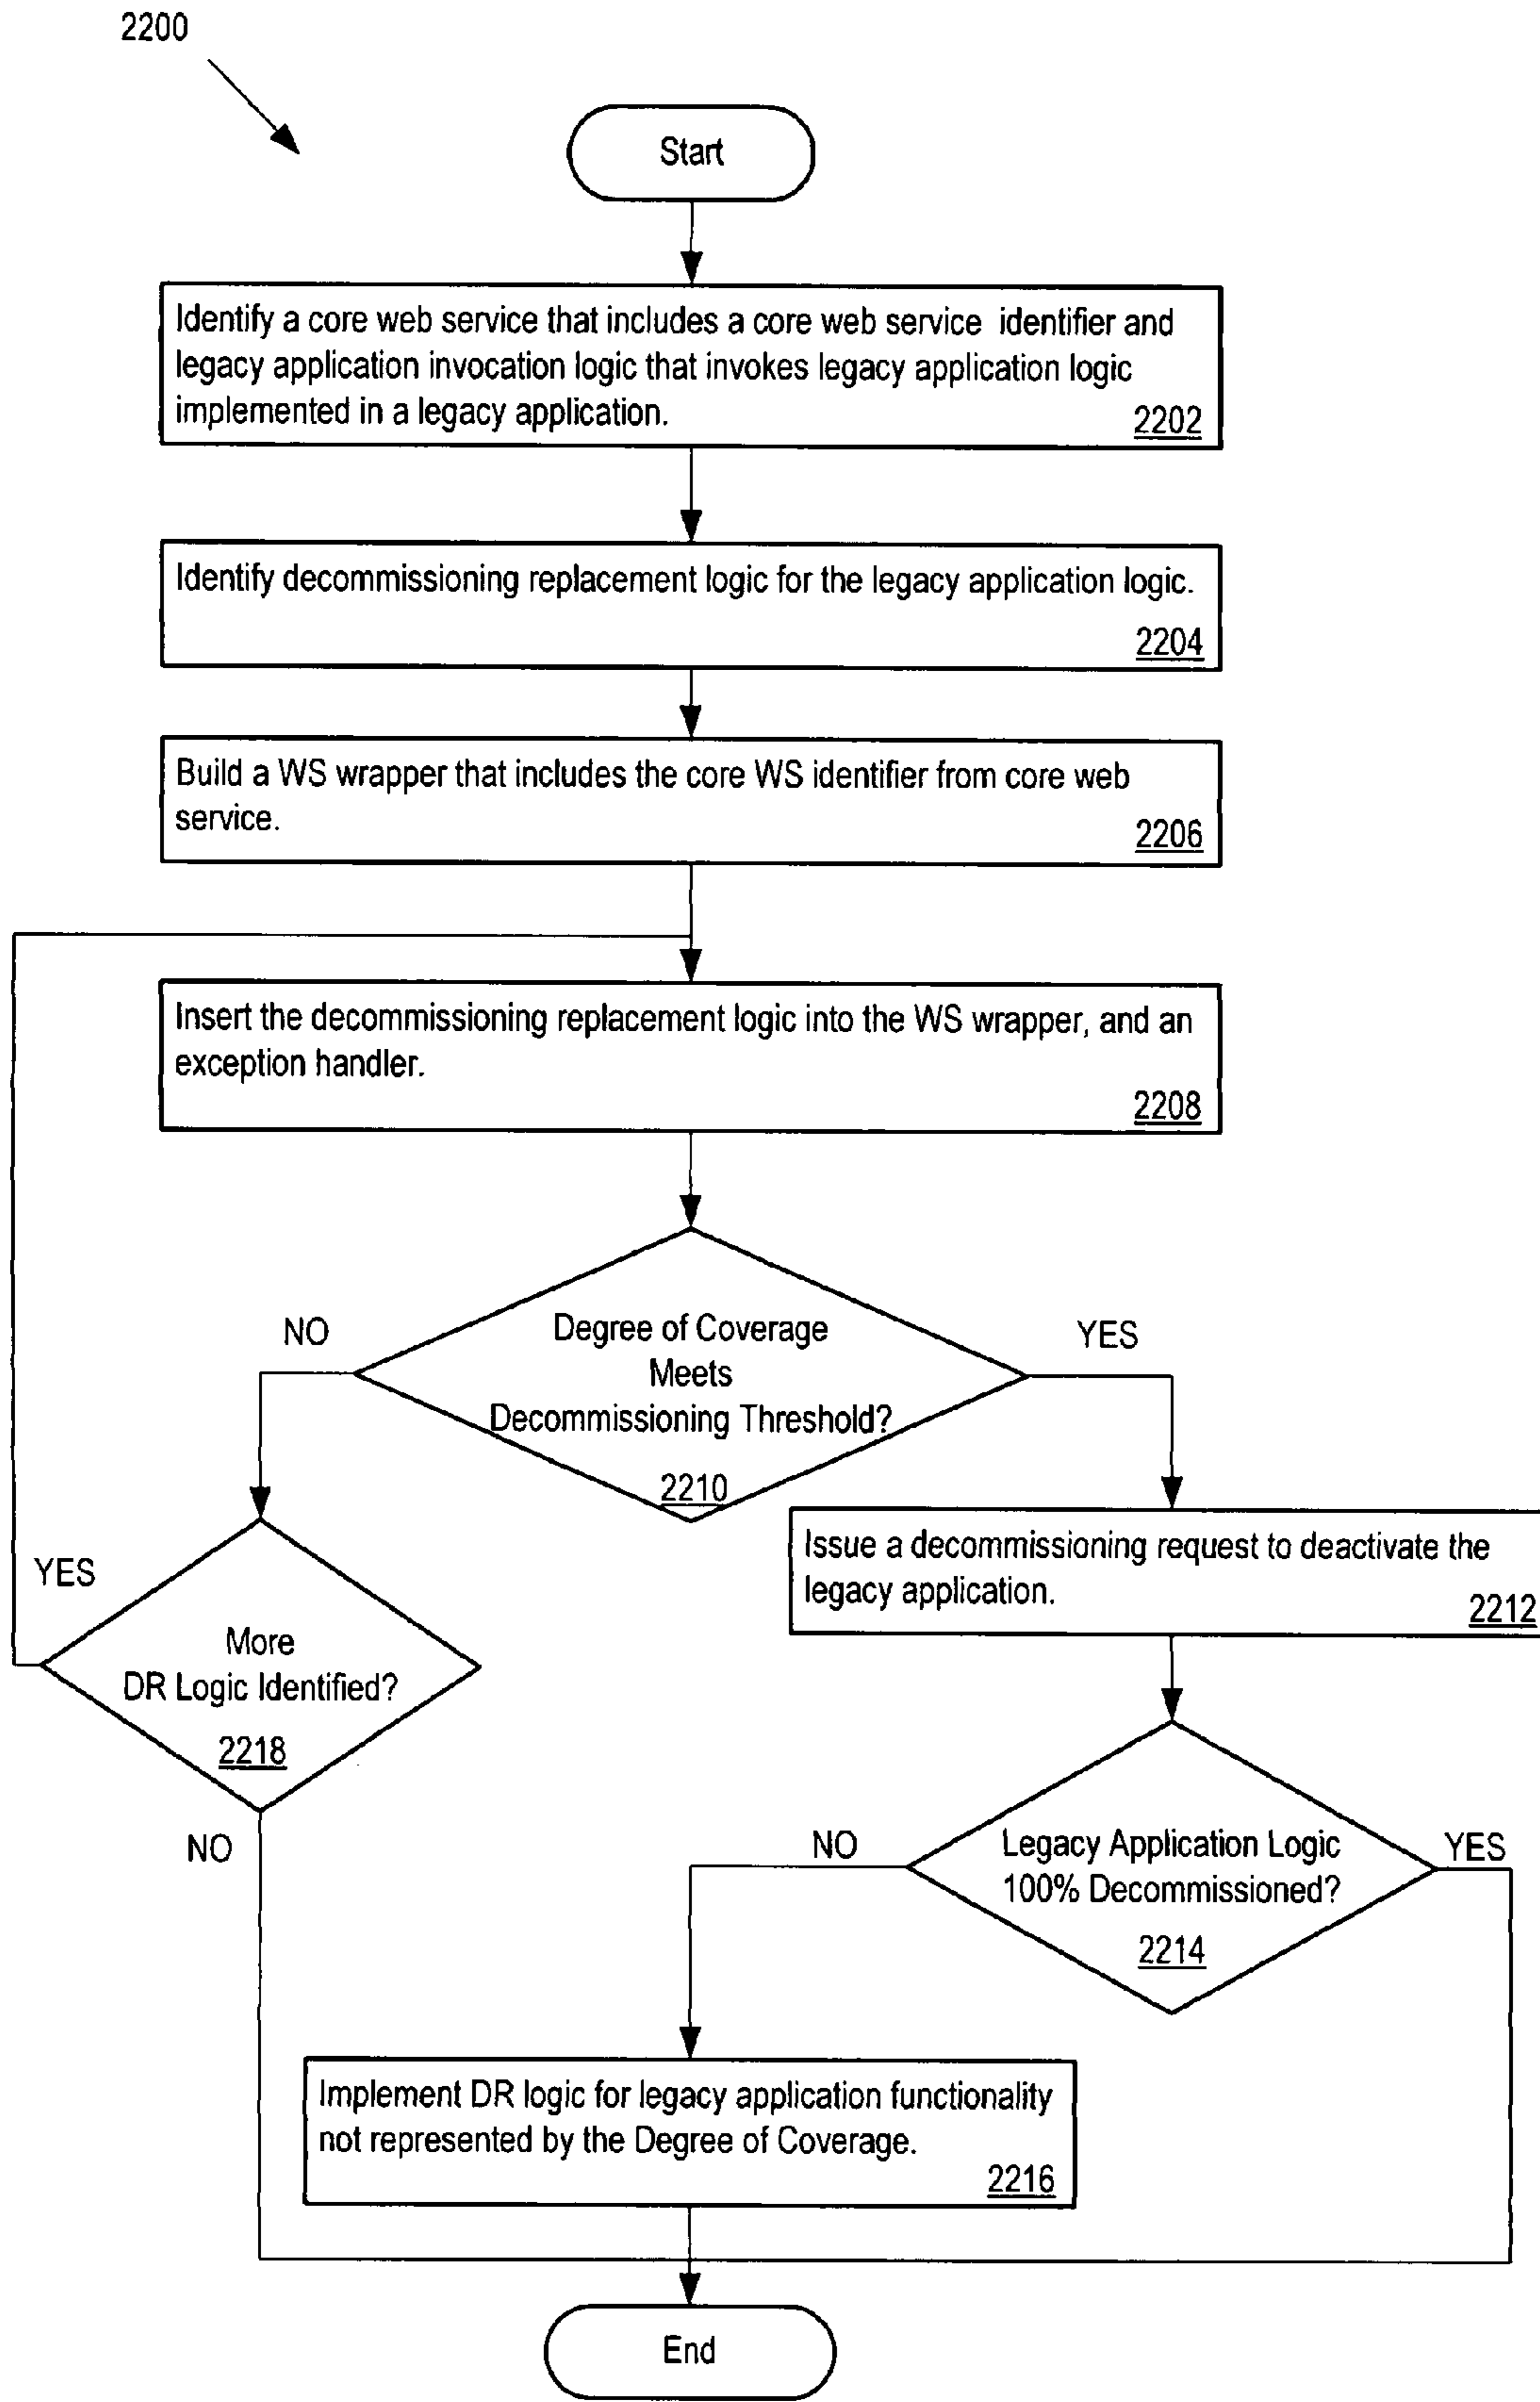 2200
Start
Identify a core web service that includes a core web service identifier and
legacy application invocation logic that invokes legacy application logic
implemented in a legacy application.
2202
Identify decommissioning replacement logic for the legacy application logic.
2204
Build a WS wrapper that includes the core WS identifier from core web
service.
2206
Insert the decommissioning replacement logic into the WS wrapper, and an
exception handler.
2208
NO
Degree of Coverage
Meets
Decommissioning Threshold?
2210
YES
Issue a decommissioning request to deactivate the
legacy application.
2212
YES
More
DR Logic Identified?
2218
NO
NO
Legacy Application Logic
100% Decommissioned?
2214
YES
Implement DR logic for legacy application functionality
not represented by the Degree of Coverage.
2216
End